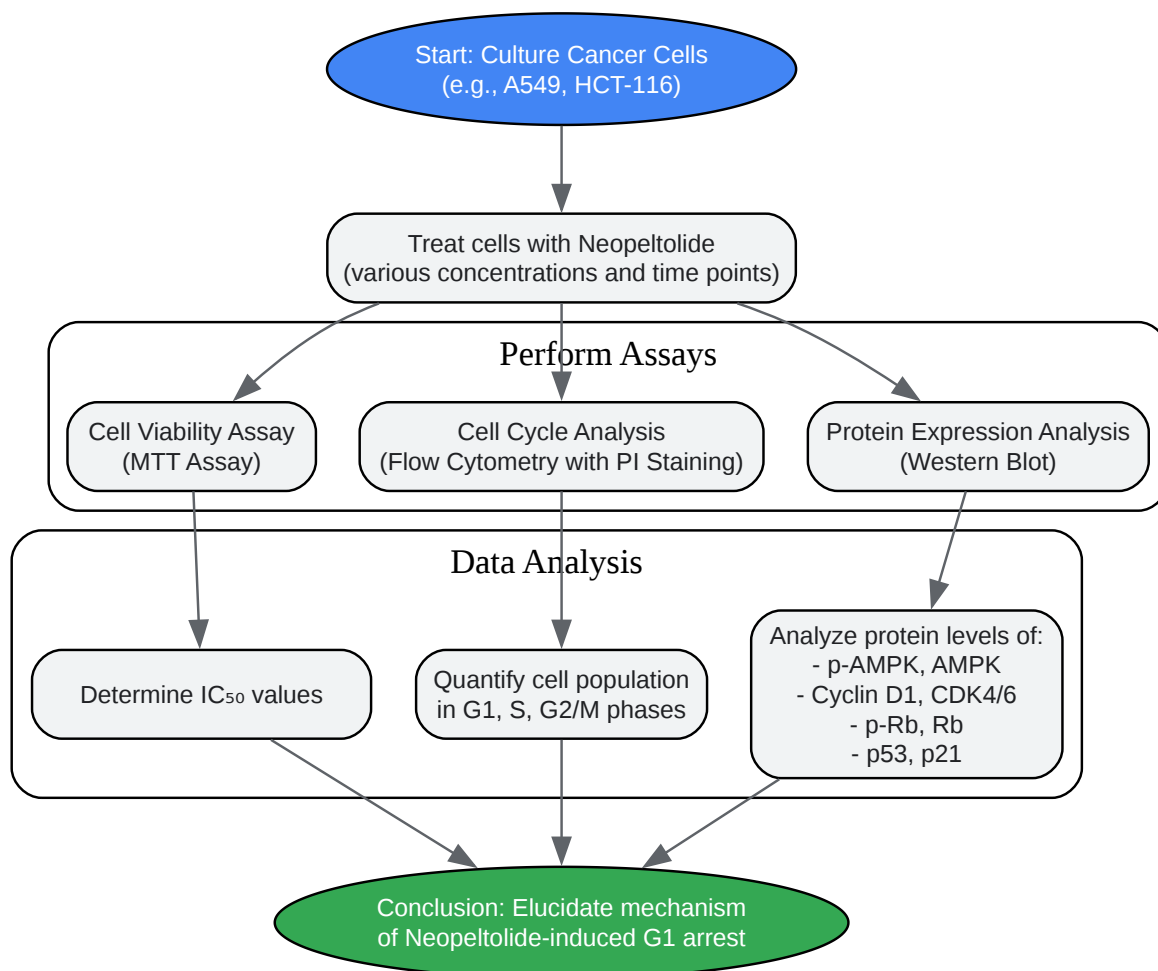 Start: Culture Cancer Cells
(e.g., A549, HCT-116)
Treat cells with Neopeltolide
(various concentrations and time points)
Perform Assays
Cell Viability Assay
(MTT Assay)
Cell Cycle Analysis
(Flow Cytometry with PI Staining)
Protein Expression Analysis
(Western Blot)
Data Analysis
Determine IC₅₀ values
Quantify cell population
in G1, S, G2/M phases
Analyze protein levels of:
- p-AMPK, AMPK
- Cyclin D1, CDK4/6
- p-Rb, Rb
- p53, p21
Conclusion: Elucidate mechanism
of Neopeltolide-induced G1 arrest